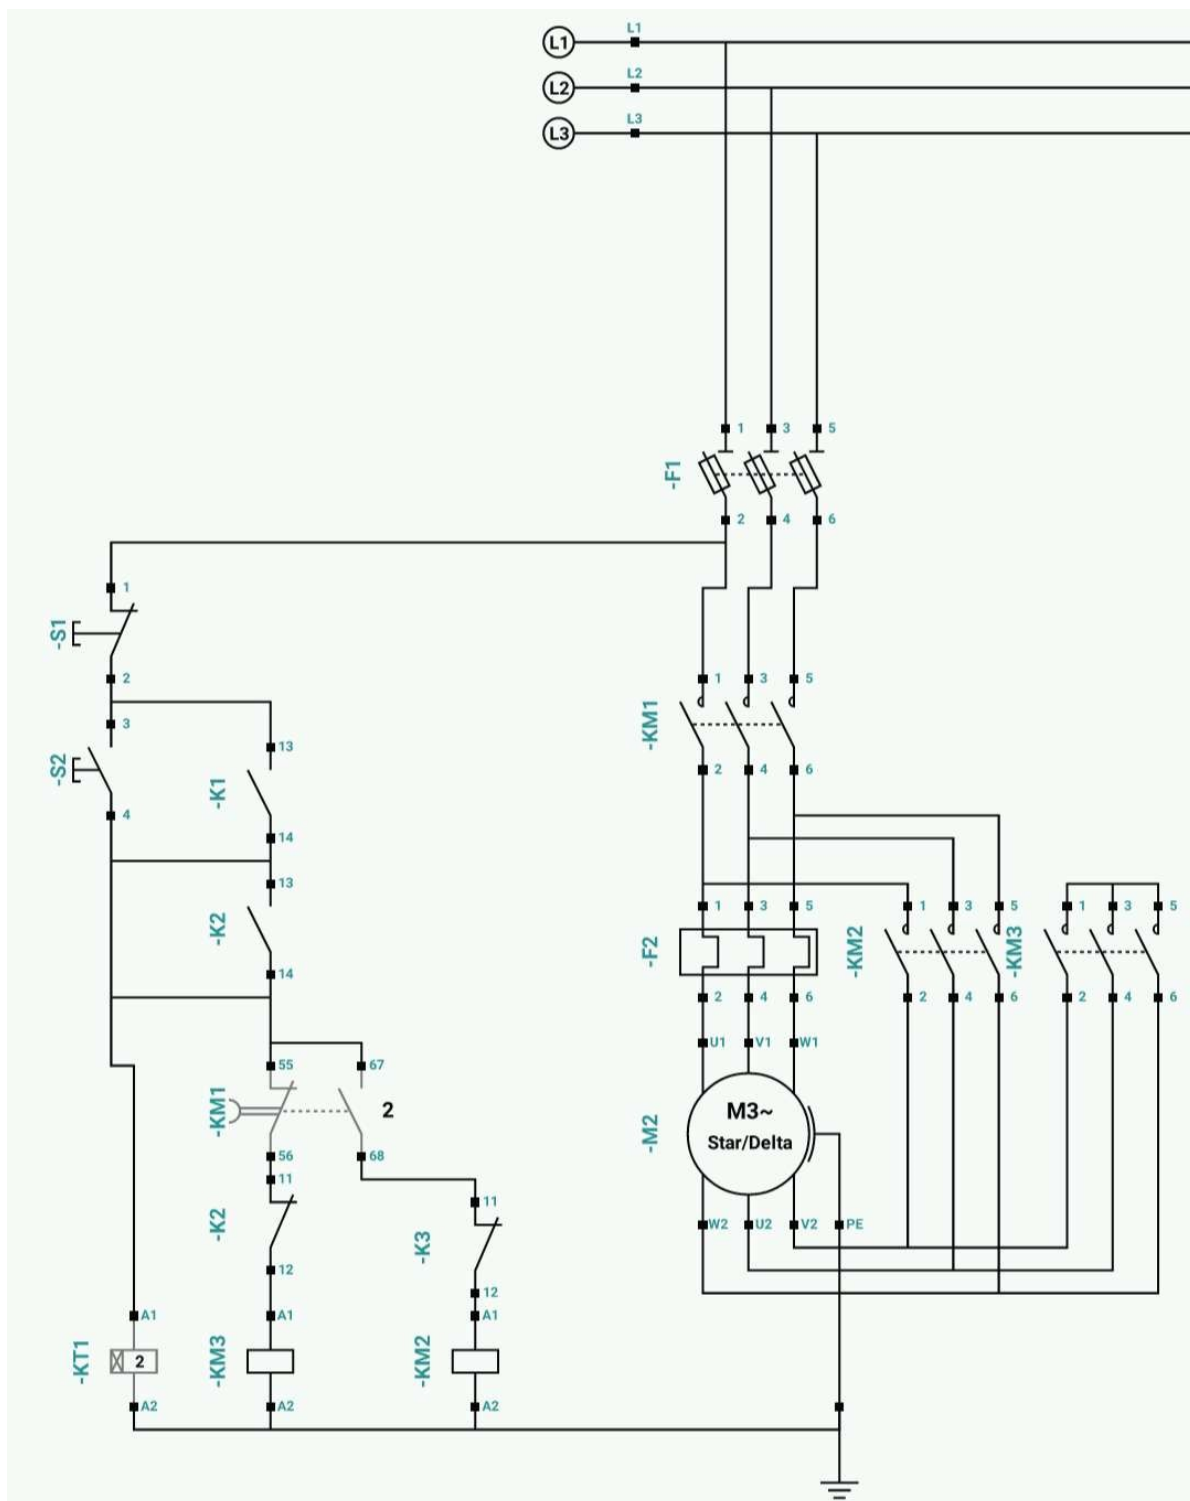 L1
L1
L2
L2
L3
L3
1 3 5
-F1
2 4 6
1
-S1
2
3
-S2
4
13
-K1
14
13
-K2
14
55 67
-KM1
2
56 68
11
-K2
12
11
-K3
12
A1 A1 A1
-KT1
2
-KM3
-KM2
A2 A2 A2
1 3 5
-KM1
2 4 6
1 3 5
-F2
2 4 6
1 3 5
-KM2
2 4 6
1 3 5
-KM3
2 4 6
U1 V1 W1
-M2
M3~
Star/Delta
W2 U2 V2 PE